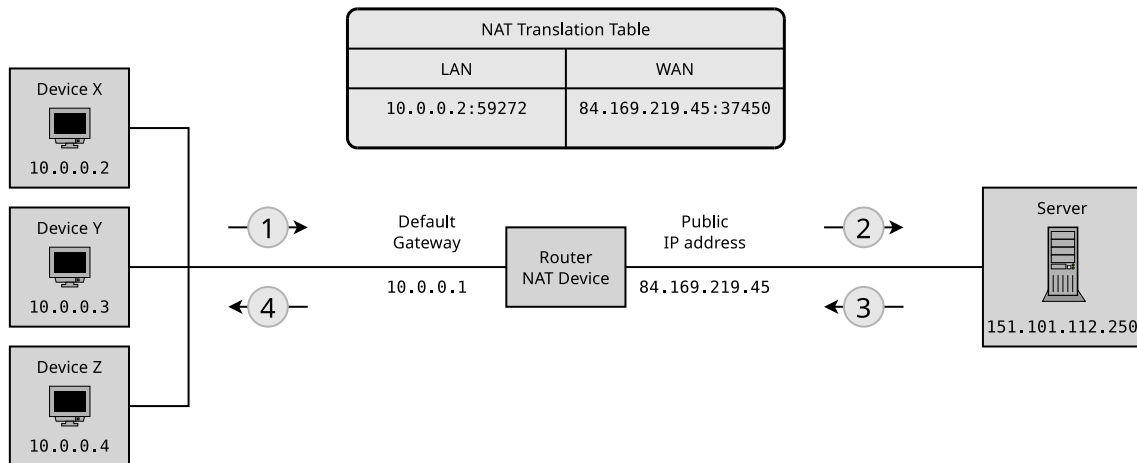 NAT Translation Table
LAN
WAN
10.0.0.2:59272
84.169.219.45:37450
Device X
10.0.0.2
Device Y
10.0.0.3
Device Z
10.0.0.4
1
4
Default
Gateway
10.0.0.1
Router
NAT Device
Public
IP address
84.169.219.45
2
3
Server
151.101.112.250